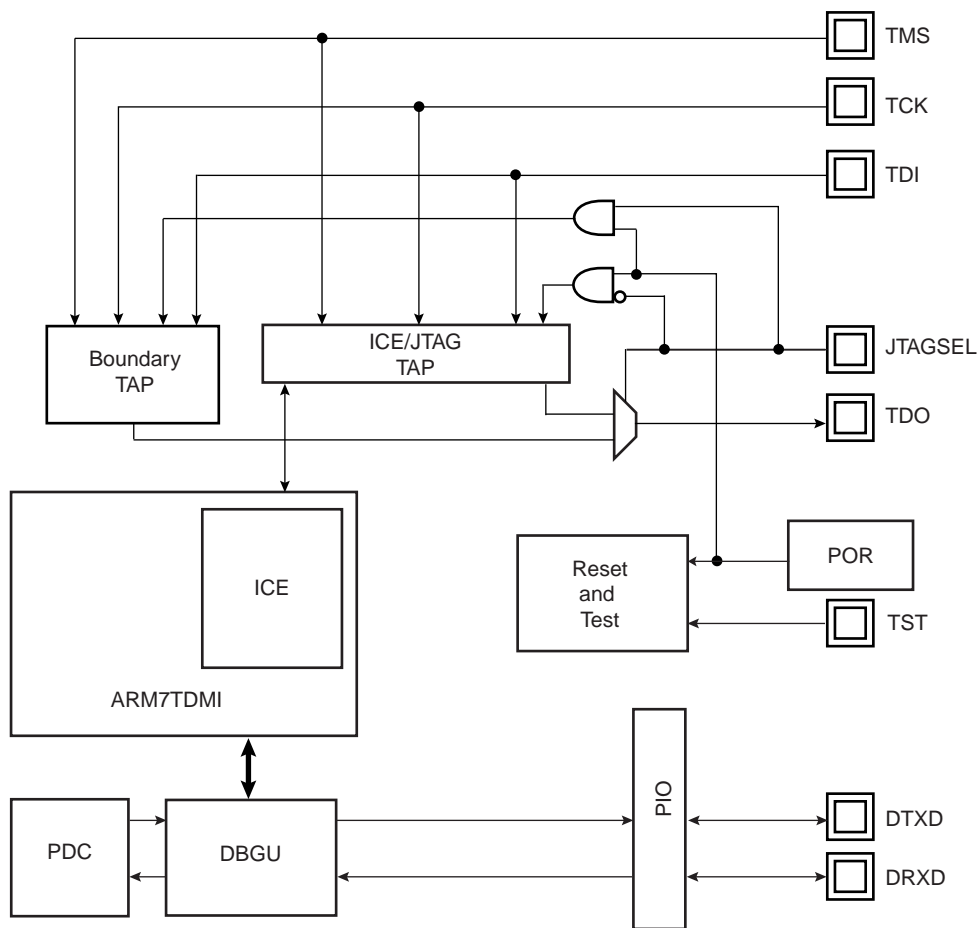 TMS
TCK
TDI
Boundary
TAP
ICE/JTAG
TAP
JTAGSEL
TDO
ICE
ARM7TDMI
Reset
and
Test
POR
TST
PDC
DBGU
PIO
DTXD
DRXD